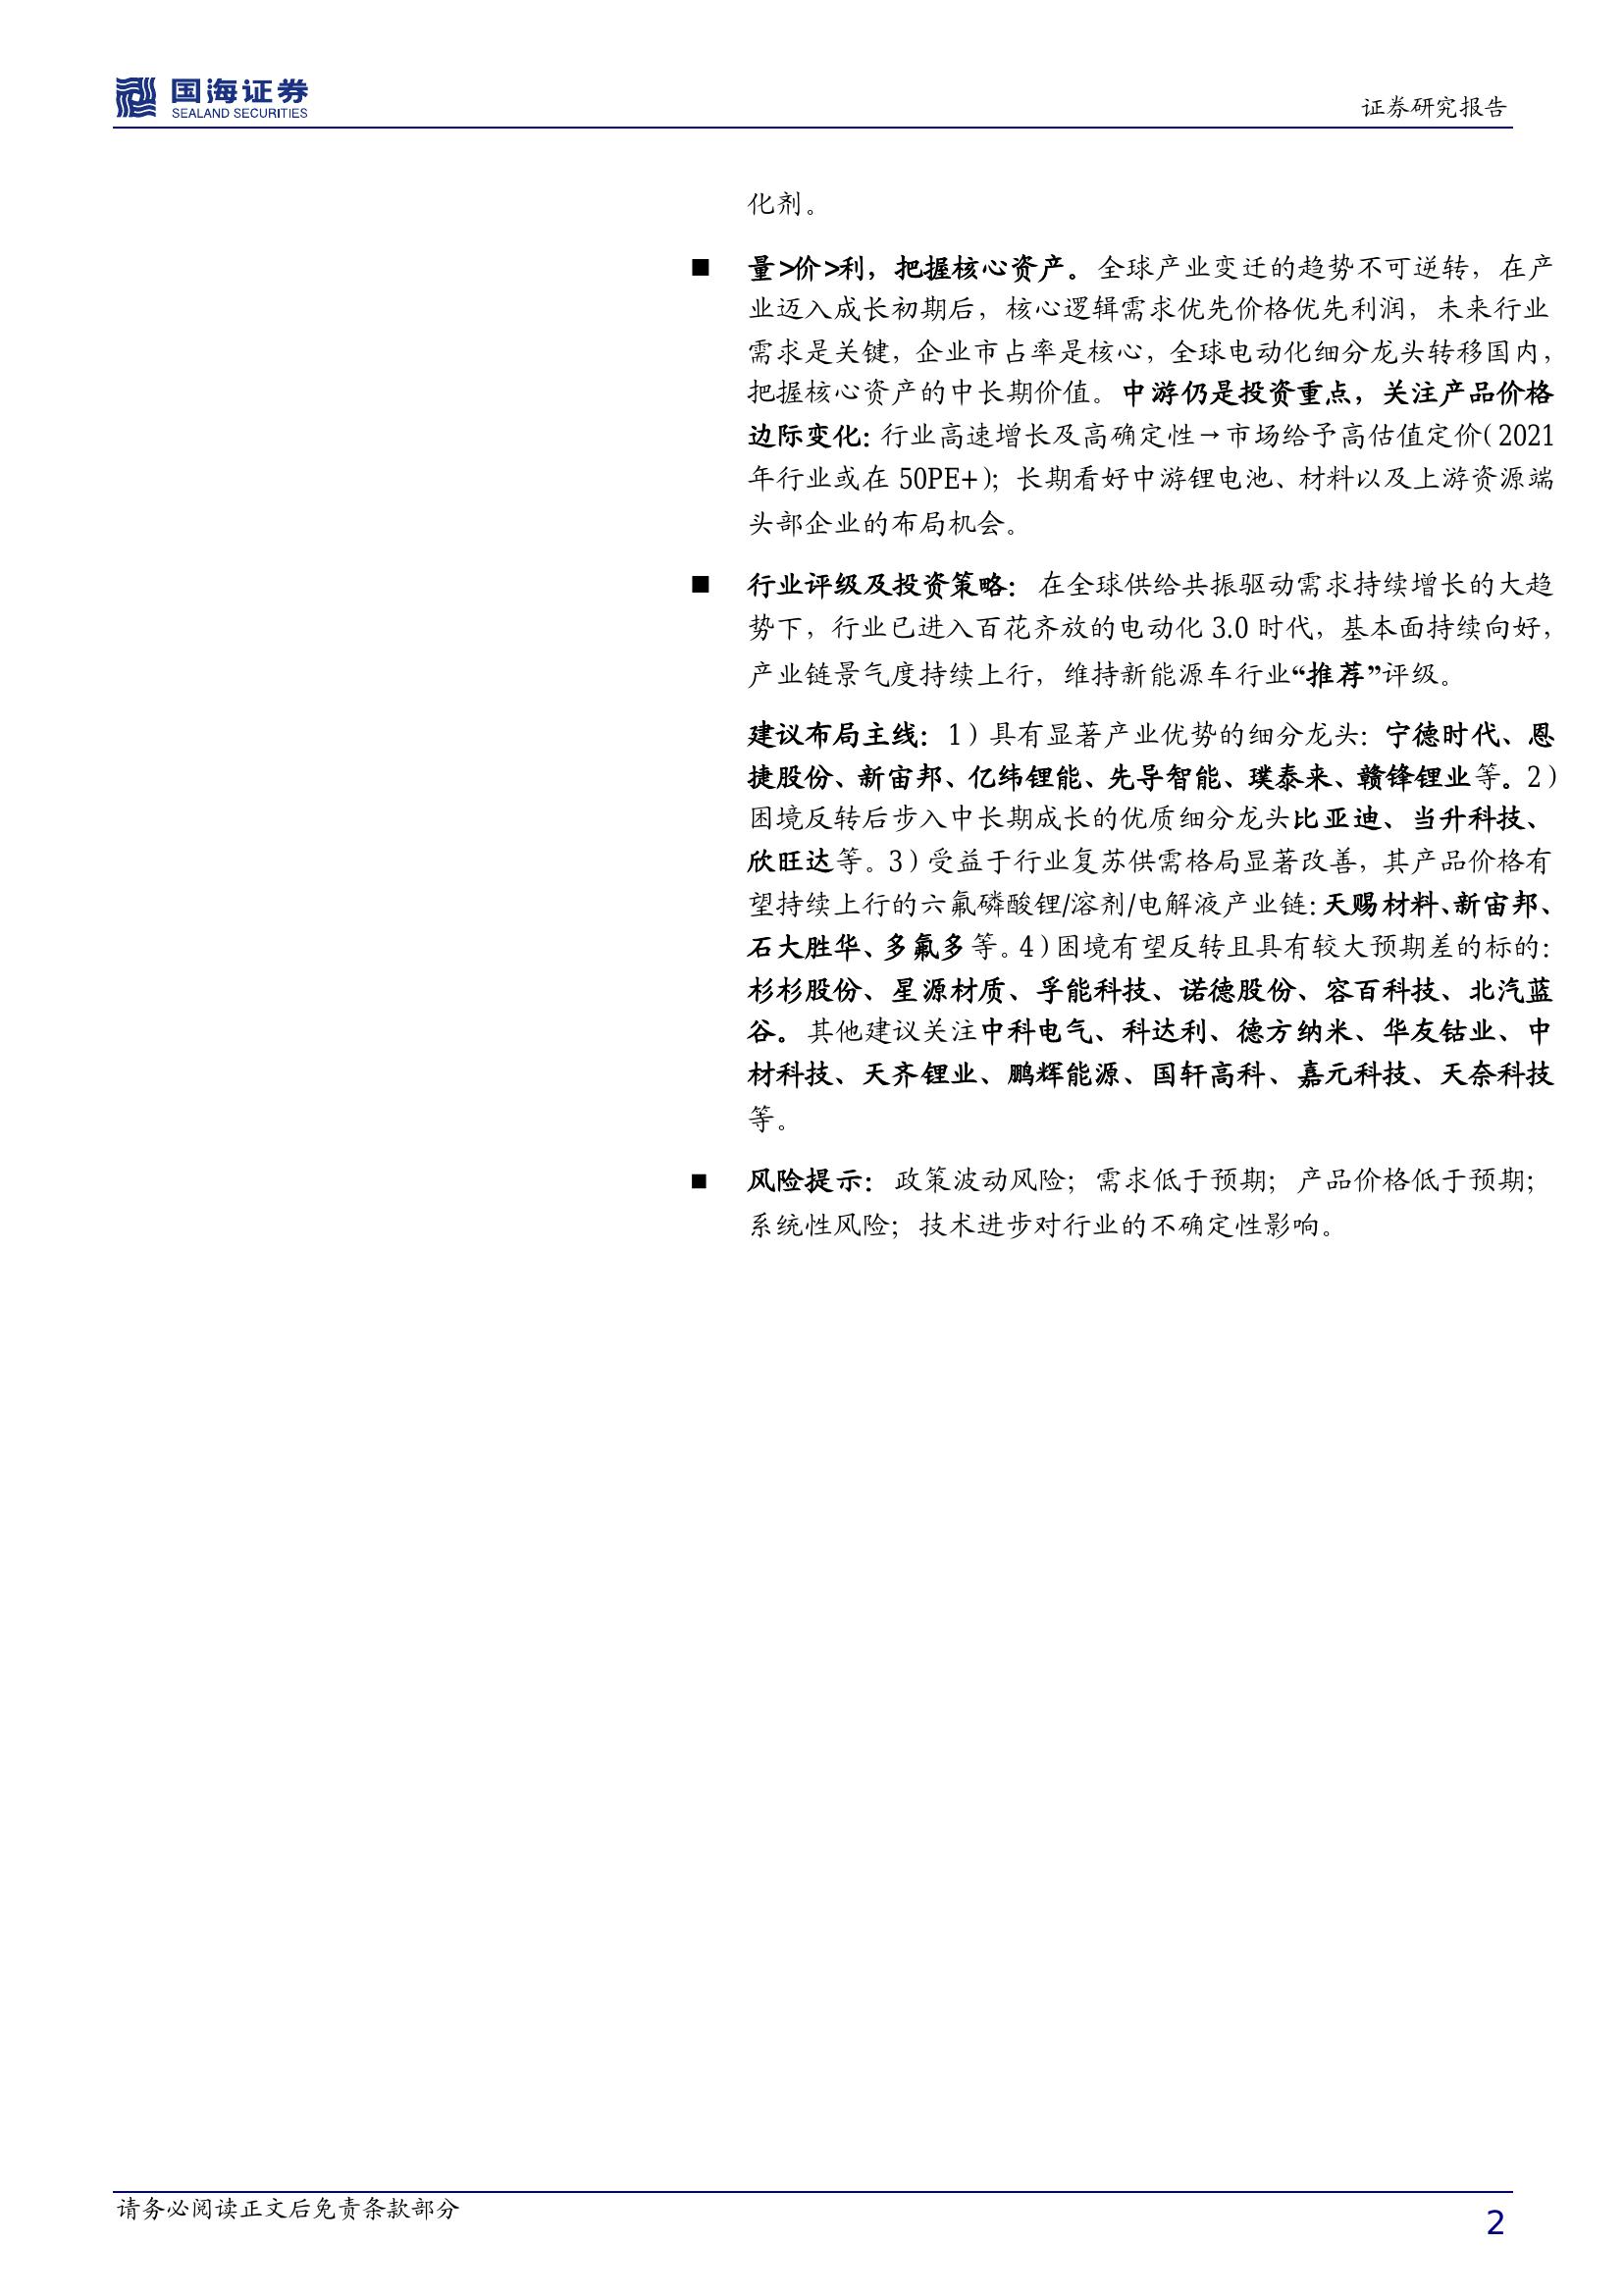 国海证券
SEALAND SECURITIES
证券研究报告
化剂。
■ 量>价>利，把握核心资产。全球产业变迁的趋势不可逆转，在产
业迈入成长初期后，核心逻辑需求优先价格优先利润，未来行业
需求是关键，企业市占率是核心，全球电动化细分龙头转移国内，
把握核心资产的中长期价值。中游仍是投资重点，关注产品价格
边际变化：行业高速增长及高确定性→市场给予高估值定价（2021
年行业或在 50PE+）；长期看好中游锂电池、材料以及上游资源端
头部企业的布局机会。
■ 行业评级及投资策略：在全球供给共振驱动需求持续增长的大趋
势下，行业已进入百花齐放的电动化 3.0 时代，基本面持续向好，
产业链景气度持续上行，维持新能源车行业“推荐”评级。
建议布局主线：1）具有显著产业优势的细分龙头：宁德时代、恩
捷股份、新宙邦、亿纬锂能、先导智能、璞泰来、赣锋锂业等。2）
困境反转后步入中长期成长的优质细分龙头比亚迪、当升科技、
欣旺达等。3）受益于行业复苏供需格局显著改善，其产品价格有
望持续上行的六氟磷酸锂/溶剂/电解液产业链：天赐材料、新宙邦、
石大胜华、多氟多等。4）困境有望反转且具有较大预期差的标的：
杉杉股份、星源材质、孚能科技、诺德股份、容百科技、北汽蓝
谷。其他建议关注中科电气、科达利、德方纳米、华友钴业、中
材科技、天齐锂业、鹏辉能源、国轩高科、嘉元科技、天奈科技
等。
■ 风险提示：政策波动风险；需求低于预期；产品价格低于预期；
系统性风险；技术进步对行业的不确定性影响。
请务必阅读正文后免责条款部分
2